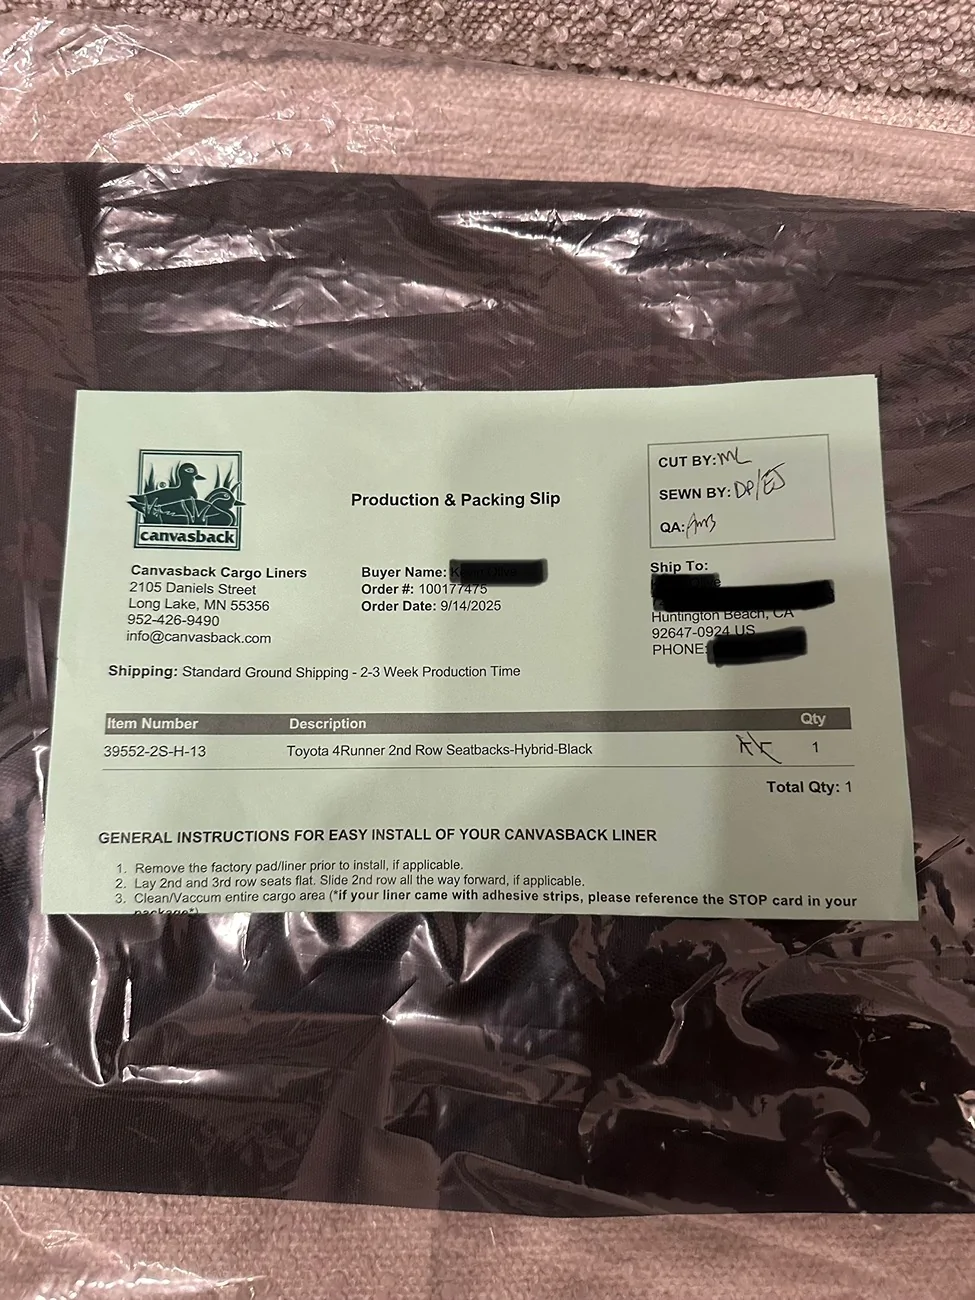 canvasback
Production & Packing Slip
CUT BY: ML
SEWN BY: DP/EJ
QA: AMB
Canvasback Cargo Liners
2105 Daniels Street
Long Lake, MN 55356
952-426-9490
info@canvasback.com
Buyer Name:
Order #: 100177475
Order Date: 9/14/2025
Ship To:
Huntington Beach, CA
92647-0924 US
PHONE:
Shipping: Standard Ground Shipping - 2-3 Week Production Time
Item Number Description Qty
39552-2S-H-13 Toyota 4Runner 2nd Row Seatbacks-Hybrid-Black 1
Total Qty: 1
GENERAL INSTRUCTIONS FOR EASY INSTALL OF YOUR CANVASBACK LINER
1. Remove the factory pad/liner prior to install, if applicable.
2. Lay 2nd and 3rd row seats flat. Slide 2nd row all the way forward, if applicable.
3. Clean/Vaccum entire cargo area (*if your liner came with adhesive strips, please reference the STOP card in your
package*)